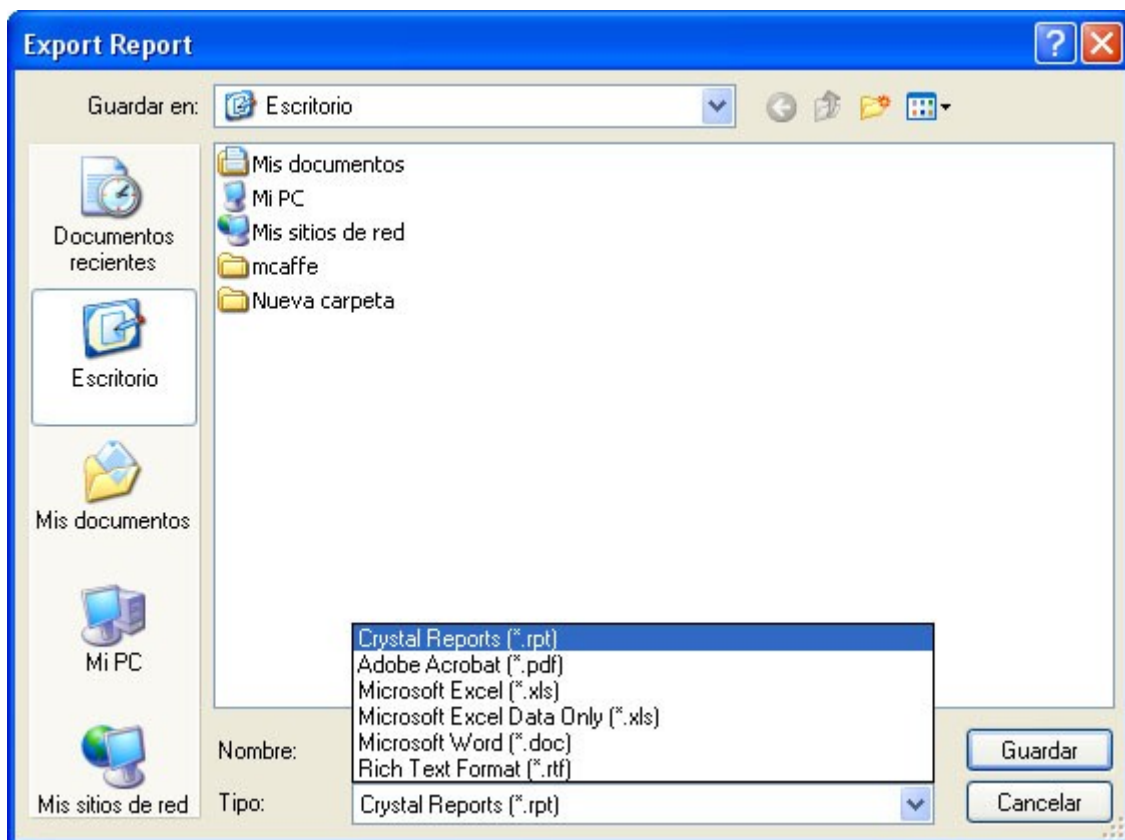 Export Report
Guardar en:
Escritorio
Documentos
recientes
Escritorio
Mis documentos
Mi PC
Mis sitios de red
Mis documentos
Mi PC
Mis sitios de red
mcaffe
Nueva carpeta
Crystal Reports (*.rpt)
Adobe Acrobat (*.pdf)
Microsoft Excel (*.xls)
Microsoft Excel Data Only (*.xls)
Microsoft Word (*.doc)
Rich Text Format (*.rtf)
Nombre:
Guardar
Tipo:
Crystal Reports (*.rpt)
Cancelar